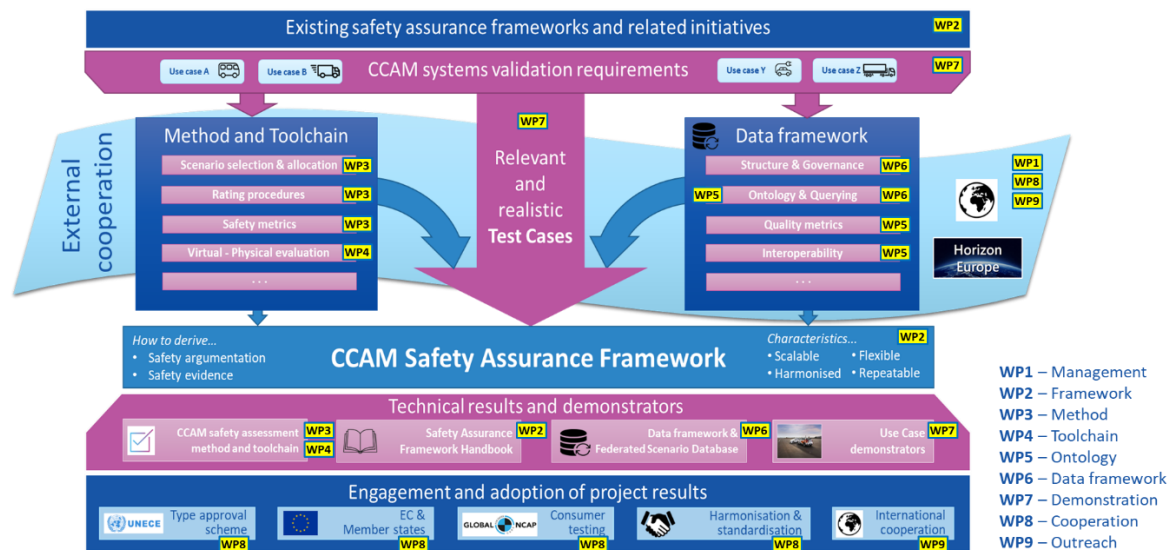 Existing safety assurance frameworks and related initiatives
WP2
Use case A
Use case B
CCAM systems validation requirements
Use case Y
Use case Z
WP7
External
cooperation
Method and Toolchain
Scenario selection & allocation
WP3
Rating procedures
WP3
Safety metrics
WP3
Virtual - Physical evaluation
WP4
. . .
WP7
Relevant
and
realistic
Test Cases
Data framework
Structure & Governance
WP6
WP5
Ontology & Querying
WP6
Quality metrics
WP5
Interoperability
WP5
. . .
WP1
WP8
WP9
Horizon
Europe
How to derive...
• Safety argumentation
• Safety evidence
CCAM Safety Assurance Framework
Characteristics...
WP2
• Scalable
• Flexible
• Harmonised
• Repeatable
Technical results and demonstrators
CCAM safety assessment
method and toolchain
WP3
WP4
Safety Assurance
Framework Handbook
WP2
Data framework &
Federated Scenario Database
WP6
Use Case
demonstrators
WP7
Engagement and adoption of project results
UNECE
Type approval
scheme
WP8
EC &
Member states
WP8
GLOBAL NCAP
Consumer
testing
WP8
Harmonisation &
standardisation
WP8
International
cooperation
WP9
WP1 – Management
WP2 – Framework
WP3 – Method
WP4 – Toolchain
WP5 – Ontology
WP6 – Data framework
WP7 – Demonstration
WP8 – Cooperation
WP9 – Outreach